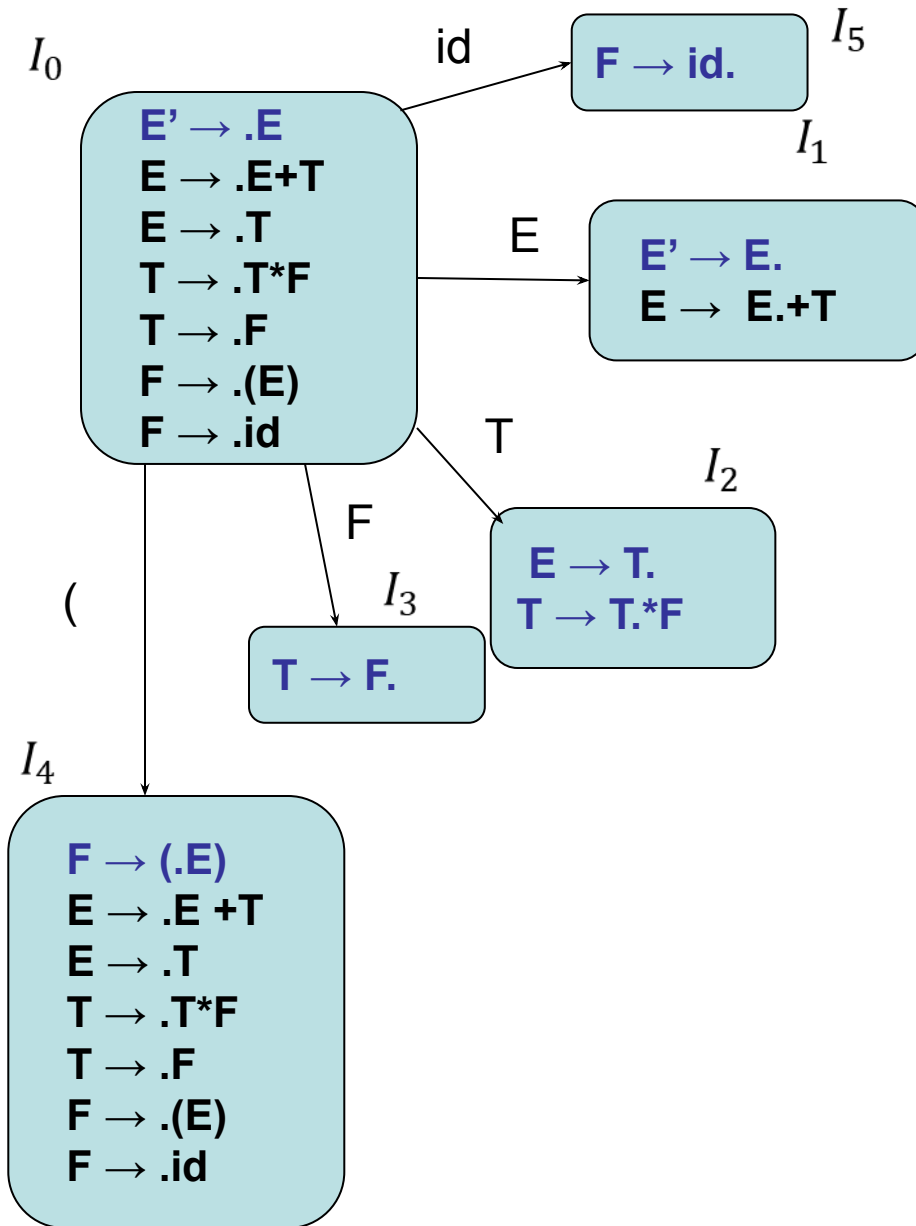 I₀
E’ → .E
E → .E+T
E → .T
T → .T*F
T → .F
F → .(E)
F → .id
id
I₅
F → id.
I₁
E
E’ → E.
E → E.+T
T
I₂
E → T.
T → T.*F
F
I₃
T → F.
(
I₄
F → (.E)
E → .E +T
E → .T
T → .T*F
T → .F
F → .(E)
F → .id